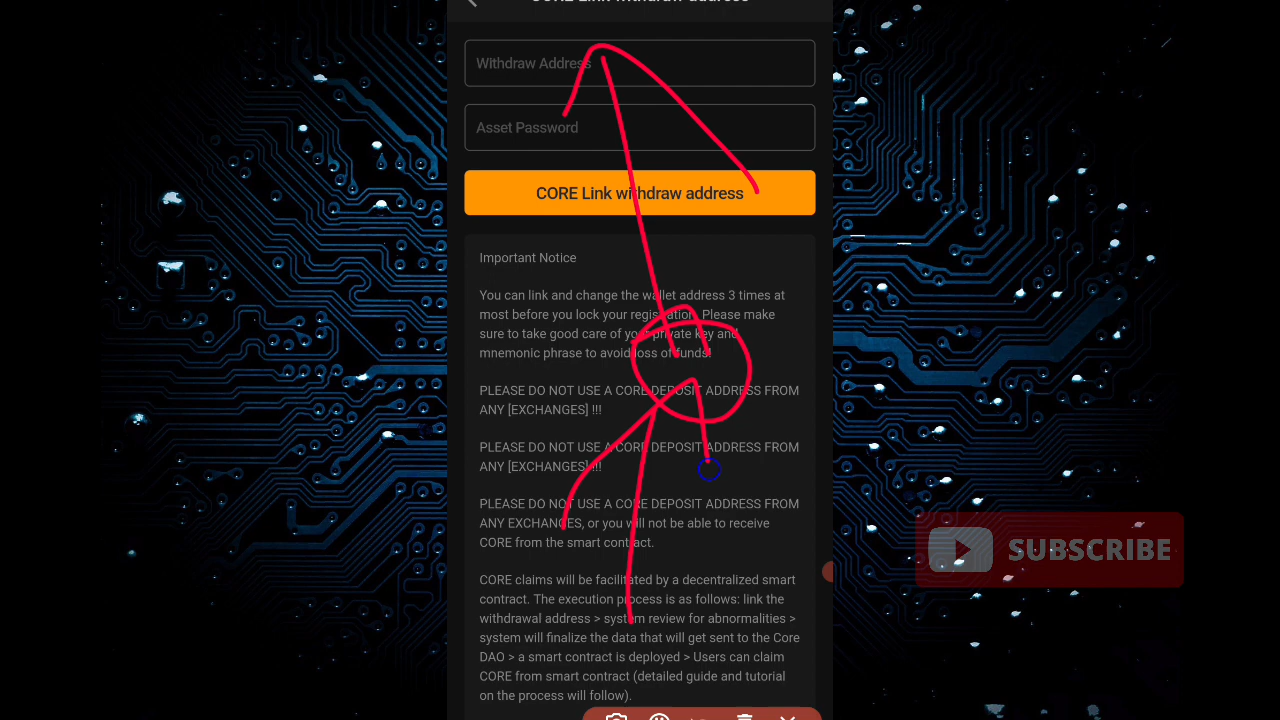 CORE Link withdraw address
Withdraw Address
Asset Password
CORE Link withdraw address
Important Notice
You can link and change the wallet address 3 times at
most before you lock your registration. Please make
sure to take good care of your private key and
mnemonic phrase to avoid loss of funds!
PLEASE DO NOT USE A CORE DEPOSIT ADDRESS FROM
ANY [EXCHANGES] !!!
PLEASE DO NOT USE A CORE DEPOSIT ADDRESS FROM
ANY [EXCHANGES] !!!
PLEASE DO NOT USE A CORE DEPOSIT ADDRESS FROM
ANY EXCHANGES, or you will not be able to receive
CORE from the smart contract.
CORE claims will be facilitated by a decentralized smart
contract. The execution process is as follows: link the
withdrawal address > system review for abnormalities >
system will finalize the data that will get sent to the Core
DAO > a smart contract is deployed > Users can claim
CORE from smart contract (detailed guide and tutorial
on the process will follow).
SUBSCRIBE